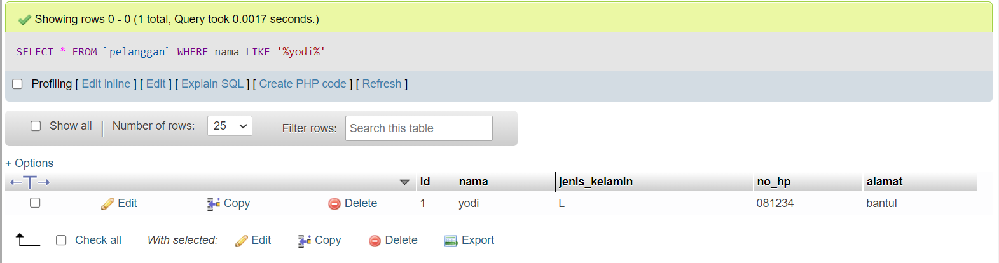 Showing rows 0 - 0 (1 total, Query took 0.0017 seconds.)
SELECT * FROM `pelanggan` WHERE nama LIKE '%yodi%'
Profiling [ Edit inline ] [ Edit ] [ Explain SQL ] [ Create PHP code ] [ Refresh ]
Show all | Number of rows: 25 Filter rows: Search this table
+ Options
←T→ id nama jenis_kelamin no_hp alamat
Edit Copy Delete 1 yodi L 081234 bantul
Check all With selected: Edit Copy Delete Export